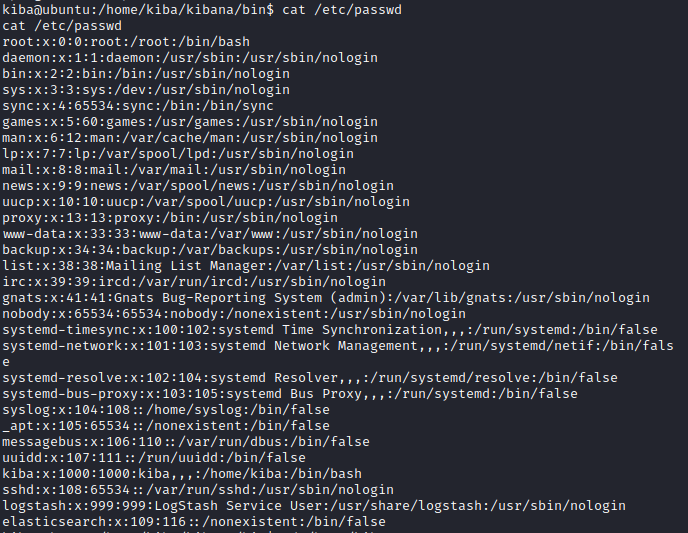 kiba@ubuntu:/home/kiba/kibana/bin$ cat /etc/passwd
cat /etc/passwd
root:x:0:0:root:/root:/bin/bash
daemon:x:1:1:daemon:/usr/sbin:/usr/sbin/nologin
bin:x:2:2:bin:/bin:/usr/sbin/nologin
sys:x:3:3:sys:/dev:/usr/sbin/nologin
sync:x:4:65534:sync:/bin:/bin/sync
games:x:5:60:games:/usr/games:/usr/sbin/nologin
man:x:6:12:man:/var/cache/man:/usr/sbin/nologin
lp:x:7:7:lp:/var/spool/lpd:/usr/sbin/nologin
mail:x:8:8:mail:/var/mail:/usr/sbin/nologin
news:x:9:9:news:/var/spool/news:/usr/sbin/nologin
uucp:x:10:10:uucp:/var/spool/uucp:/usr/sbin/nologin
proxy:x:13:13:proxy:/bin:/usr/sbin/nologin
www-data:x:33:33:www-data:/var/www:/usr/sbin/nologin
backup:x:34:34:backup:/var/backups:/usr/sbin/nologin
list:x:38:38:Mailing List Manager:/var/list:/usr/sbin/nologin
irc:x:39:39:ircd:/var/run/ircd:/usr/sbin/nologin
gnats:x:41:41:Gnats Bug-Reporting System (admin):/var/lib/gnats:/usr/sbin/nologin
nobody:x:65534:65534:nobody:/nonexistent:/usr/sbin/nologin
systemd-timesync:x:100:102:systemd Time Synchronization,,,:/run/systemd:/bin/false
systemd-network:x:101:103:systemd Network Management,,,:/run/systemd/netif:/bin/fals
e
systemd-resolve:x:102:104:systemd Resolver,,,:/run/systemd/resolve:/bin/false
systemd-bus-proxy:x:103:105:systemd Bus Proxy,,,:/run/systemd:/bin/false
syslog:x:104:108::/home/syslog:/bin/false
_apt:x:105:65534::/nonexistent:/bin/false
messagebus:x:106:110::/var/run/dbus:/bin/false
uuidd:x:107:111::/run/uuidd:/bin/false
kiba:x:1000:1000:kiba,,,:/home/kiba:/bin/bash
sshd:x:108:65534::/var/run/sshd:/usr/sbin/nologin
logstash:x:999:999:LogStash Service User:/usr/share/logstash:/usr/sbin/nologin
elasticsearch:x:109:116::/nonexistent:/bin/false